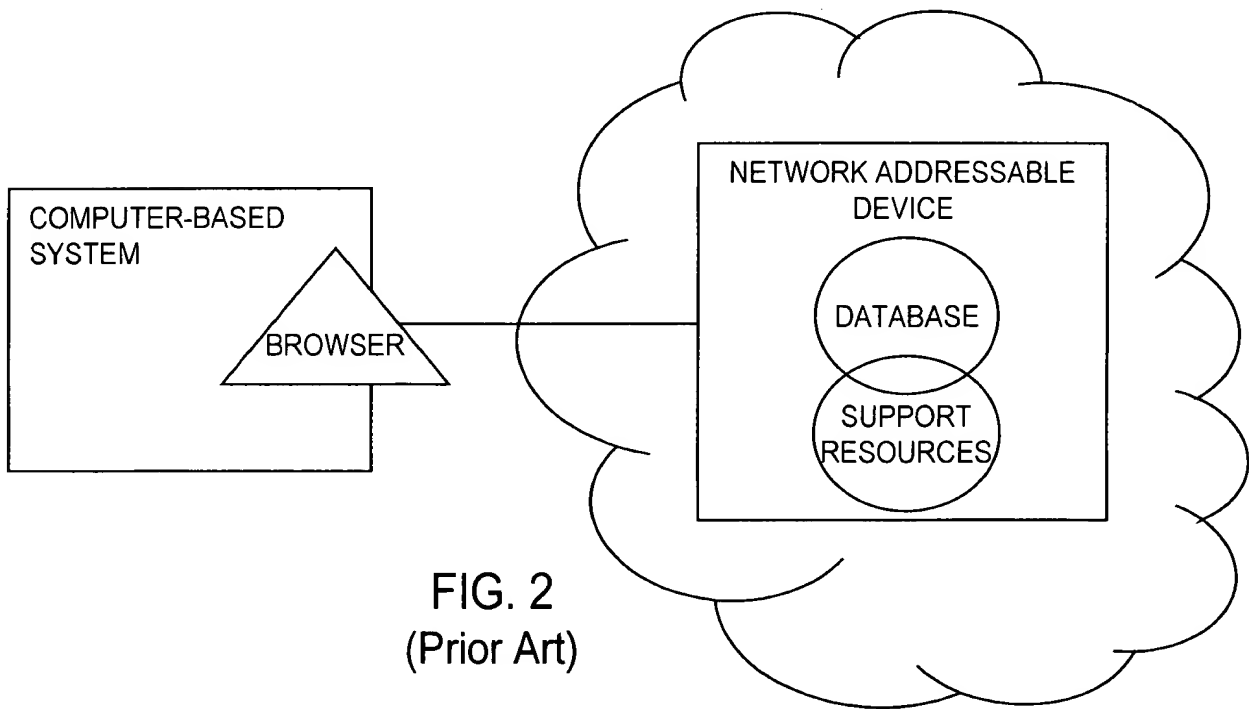 COMPUTER-BASED
SYSTEM
BROWSER
NETWORK ADDRESSABLE
DEVICE
DATABASE
SUPPORT
RESOURCES
FIG. 2
(Prior Art)